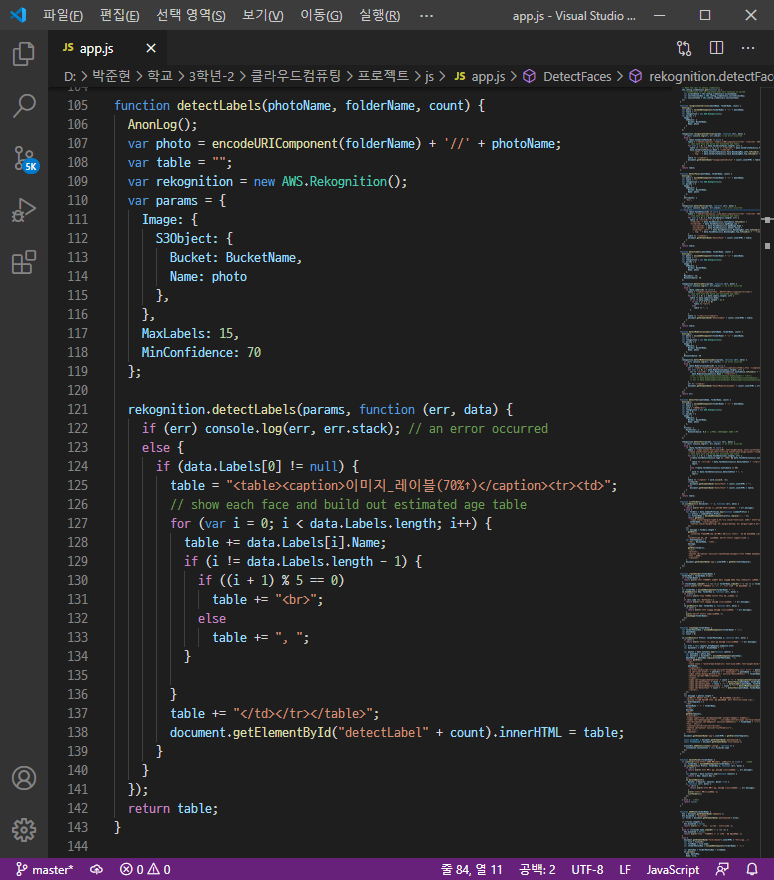 파일(F) 편집(E) 선택 영역(S) 보기(V) 이동(G) 실행(R) ··· app.js - Visual Studio ...
JS app.js
D: > 박준현 > 학교 > 3학년-2 > 클라우드컴퓨팅 > 프로젝트 > js > JS app.js > DetectFaces > rekognition.detectFac
5K
104
105 function detectLabels(photoName, folderName, count) {
106 AnonLog();
107 var photo = encodeURIComponent(folderName) + '//' + photoName;
108 var table = "";
109 var rekognition = new AWS.Rekognition();
110 var params = {
111 Image: {
112 S3Object: {
113 Bucket: BucketName,
114 Name: photo
115 },
116 },
117 MaxLabels: 15,
118 MinConfidence: 70
119 };
120
121 rekognition.detectLabels(params, function (err, data) {
122 if (err) console.log(err, err.stack); // an error occurred
123 else {
124 if (data.Labels[0] != null) {
125 table = "<table><caption>이미지_레이블(70%↑)</caption><tr><td>";
126 // show each face and build out estimated age table
127 for (var i = 0; i < data.Labels.length; i++) {
128 table += data.Labels[i].Name;
129 if (i != data.Labels.length - 1) {
130 if ((i + 1) % 5 == 0)
131 table += "<br>";
132 else
133 table += ", ";
134 }
135
136 }
137 table += "</td></tr></table>";
138 document.getElementById("detectLabel" + count).innerHTML = table;
139 }
140 }
141 });
142 return table;
143 }
144
master* 0 0 줄 84, 열 11 공백: 2 UTF-8 LF JavaScript